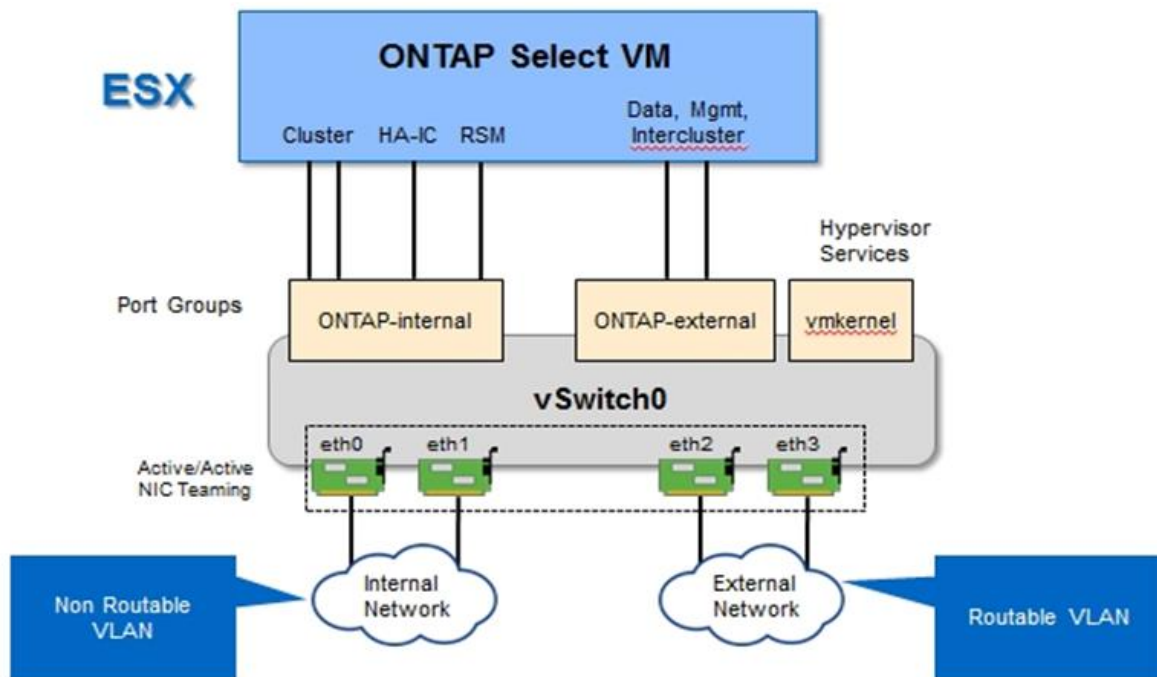 ONTAP Select VM
ESX
Data, Mgmt,
Cluster HA-IC RSM Intercluster
Hypervisor
Services
Port Groups
ONTAP-internal ONTAP-external vmkernel
vSwitch0
eth0 eth1 eth2 eth3
Active/Active
NIC Teaming
Internal
Network
External
Network
Non Routable
VLAN
Routable VLAN